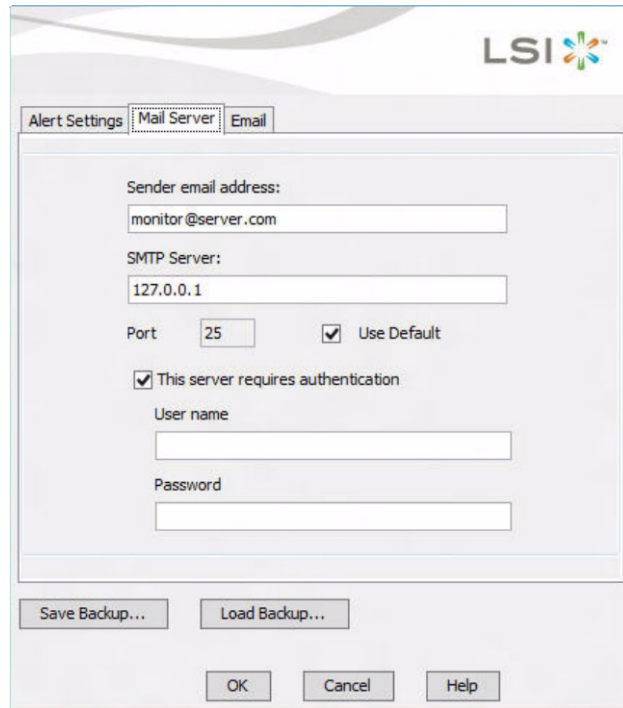 LSI™
Alert Settings Mail Server Email
Sender email address:
monitor@server.com
SMTP Server:
127.0.0.1
Port 25 Use Default
This server requires authentication
User name
Password
Save Backup... Load Backup...
OK Cancel Help